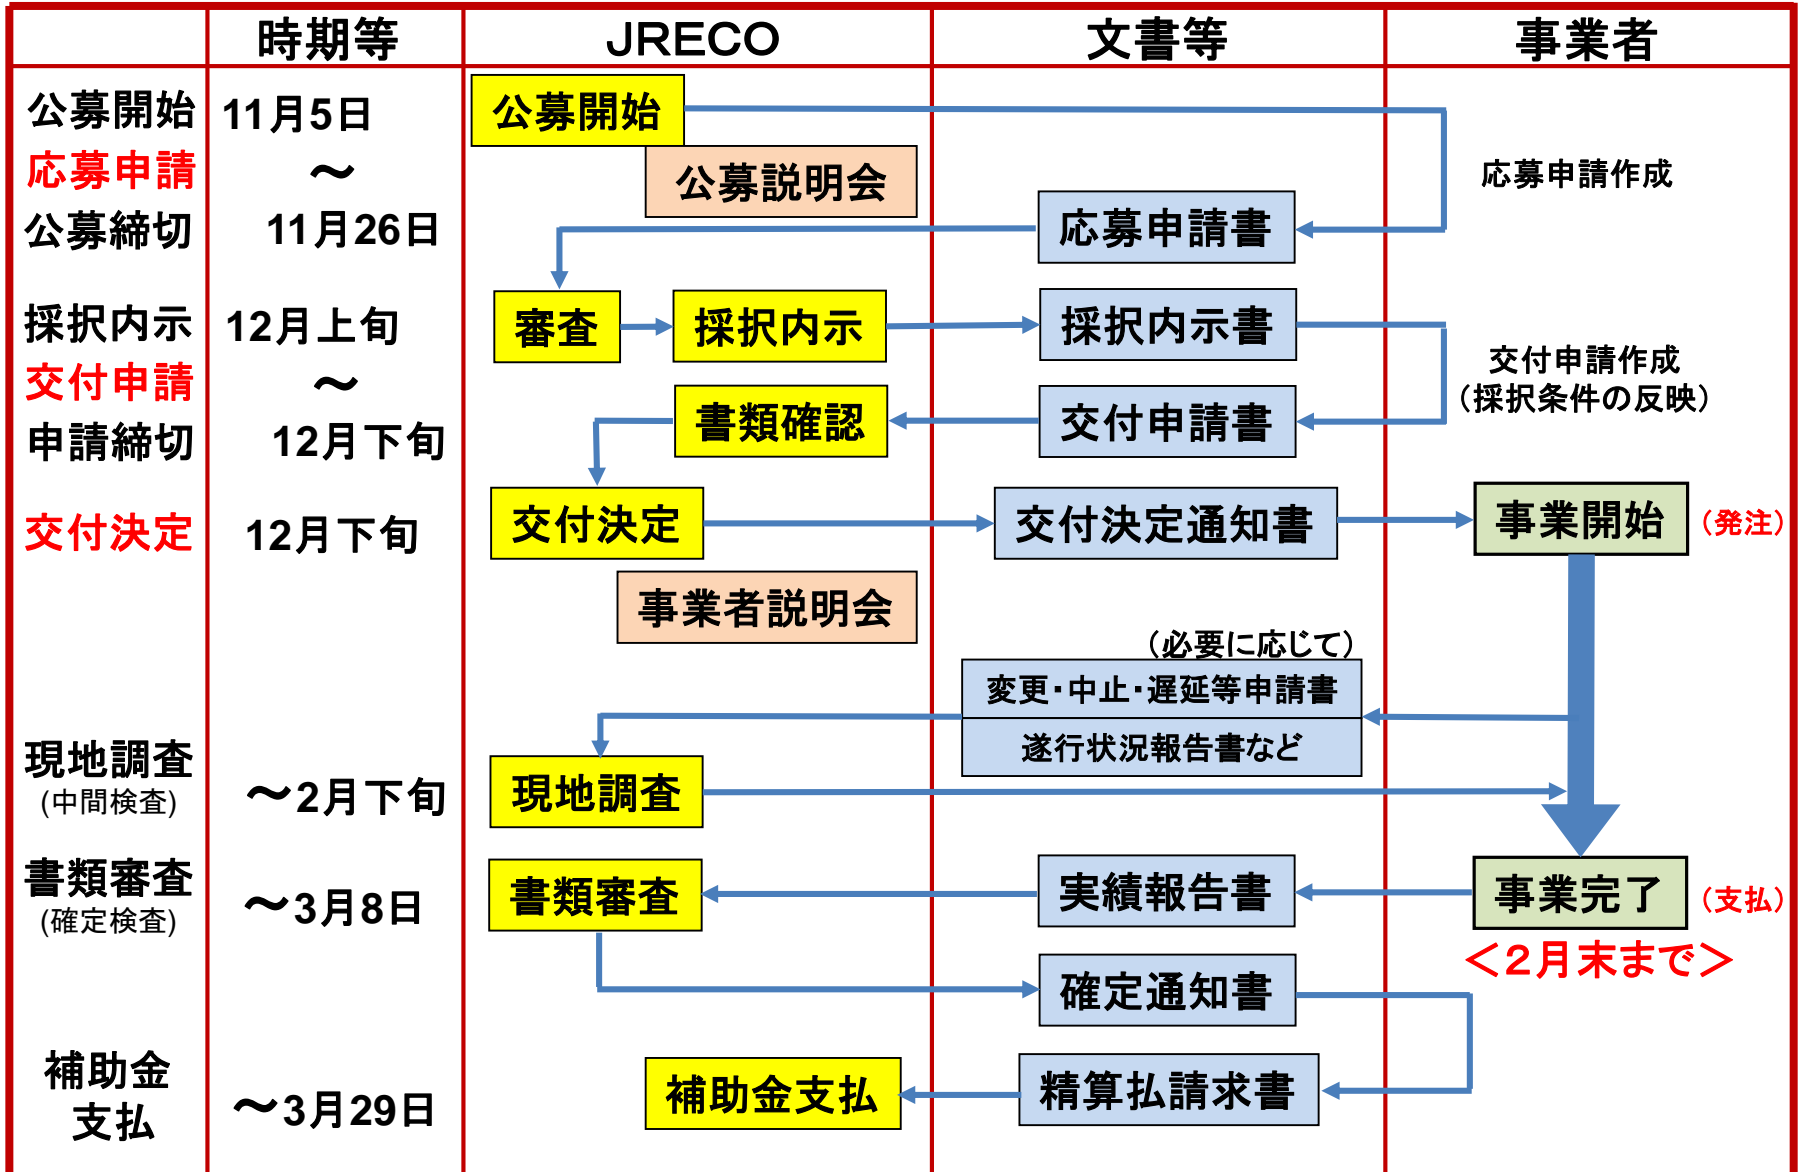 時期等
JRECO
文書等
事業者
公募開始
11月5日
公募開始
応募申請
～
公募説明会
応募申請作成
公募締切
11月26日
応募申請書
採択内示
12月上旬
審査
採択内示
採択内示書
交付申請
～
交付申請作成
（採択条件の反映）
申請締切
12月下旬
書類確認
交付申請書
交付決定
12月下旬
交付決定
交付決定通知書
事業開始
（発注）
事業者説明会
（必要に応じて）
変更・中止・遅延等申請書
遂行状況報告書など
現地調査
(中間検査)
～2月下旬
現地調査
書類審査
(確定検査)
～3月8日
書類審査
実績報告書
事業完了
（支払）
＜2月末まで＞
確定通知書
補助金
支払
～3月29日
補助金支払
精算払請求書